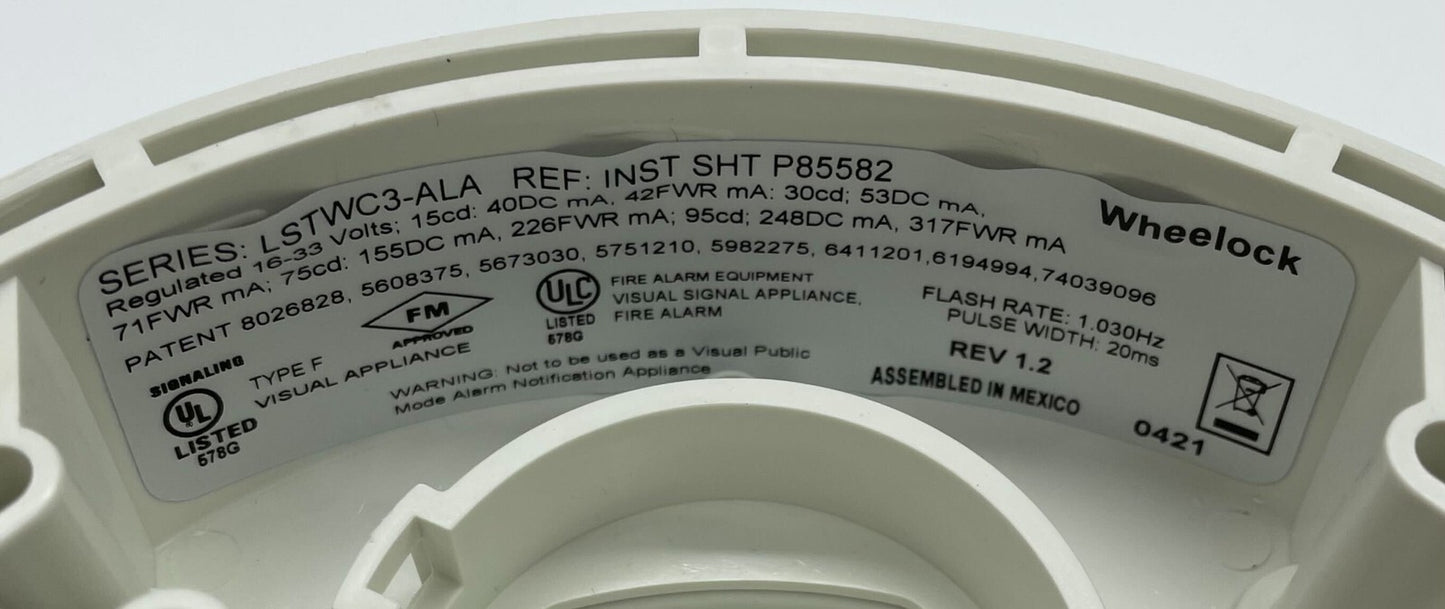 SERIES: LSTWC3-ALA REF: INST SHT P85582
Regulated 16-33 Volts; 15cd: 40DC mA, 42FWR mA: 30cd; 53DC mA,
71FWR mA; 75cd: 155DC mA, 226FWR mA; 95cd; 248DC mA, 317FWR mA
PATENT 8026828, 5608375, 5673030, 5751210, 5982275, 6411201,6194994,74039096
Wheelock
SIGNALING
UL
LISTED
578G
TYPE F
VISUAL APPLIANCE
FM
APPROVED
ULC
LISTED
578G
FIRE ALARM EQUIPMENT
VISUAL SIGNAL APPLIANCE,
FIRE ALARM
WARNING: Not to be used as a Visual Public
Mode Alarm Notification Appliance
FLASH RATE: 1.030Hz
PULSE WIDTH: 20ms
REV 1.2
ASSEMBLED IN MEXICO
0421